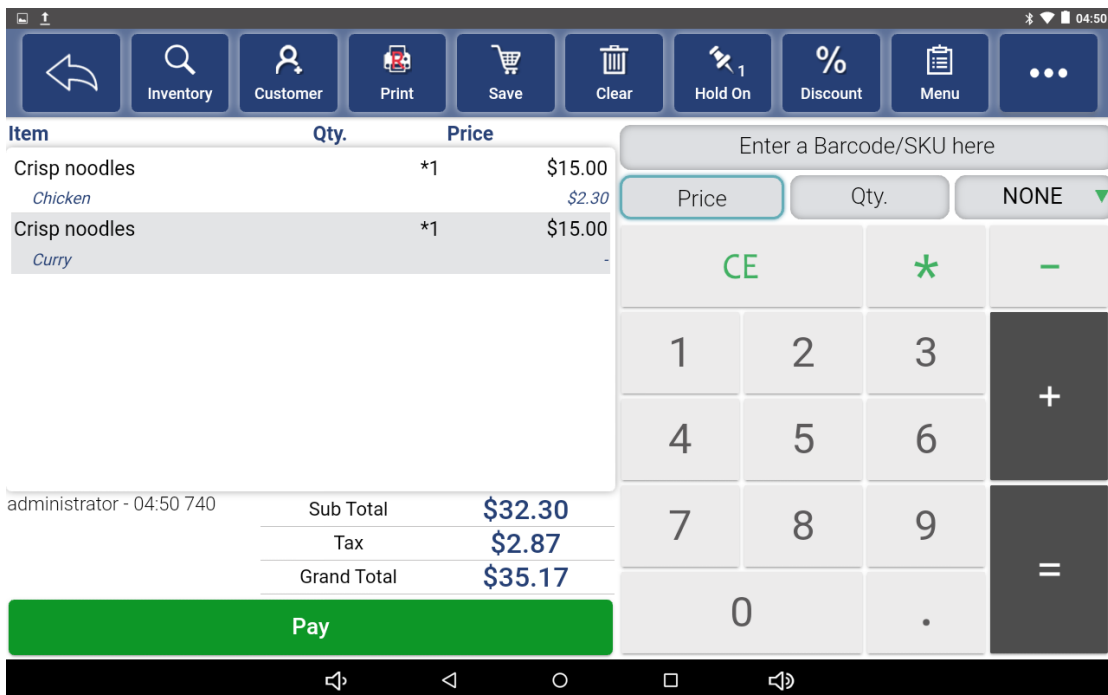 04:50
Inventory Customer Print Save Clear Hold On 1 % Discount Menu
Item Qty. Price
Enter a Barcode/SKU here
Crisp noodles *1 $15.00
Chicken $2.30
Price Qty. NONE
Crisp noodles *1 $15.00
Curry -
CE * −
1 2 3
+
4 5 6
administrator - 04:50 740
Sub Total $32.30
Tax $2.87
Grand Total $35.17
7 8 9
=
0 .
Pay